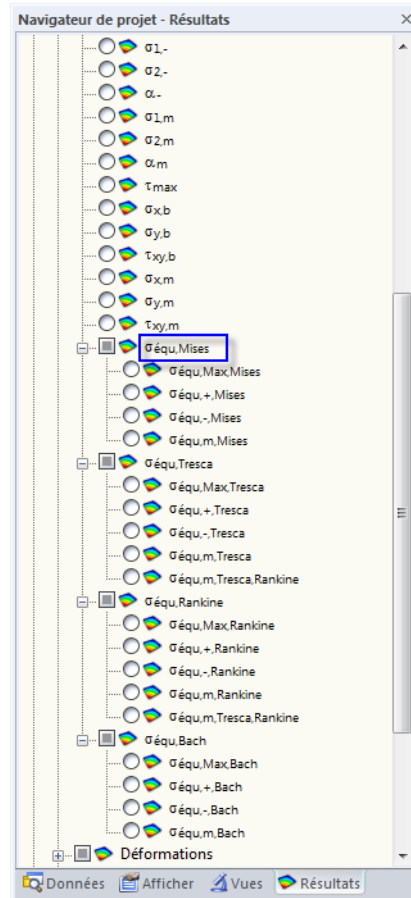 Navigateur de projet - Résultats
σ1,-
σ2,-
α-
σ1,m
σ2,m
αm
τmax
σx,b
σy,b
τxy,b
σx,m
σy,m
τxy,m
σéqu,Mises
σéqu,Max,Mises
σéqu,+,Mises
σéqu,-,Mises
σéqu,m,Mises
σéqu,Tresca
σéqu,Max,Tresca
σéqu,+,Tresca
σéqu,-,Tresca
σéqu,m,Tresca
σéqu,m,Tresca,Rankine
σéqu,Rankine
σéqu,Max,Rankine
σéqu,+,Rankine
σéqu,-,Rankine
σéqu,m,Rankine
σéqu,m,Tresca,Rankine
σéqu,Bach
σéqu,Max,Bach
σéqu,+,Bach
σéqu,-,Bach
σéqu,m,Bach
Déformations
Données Afficher Vues Résultats